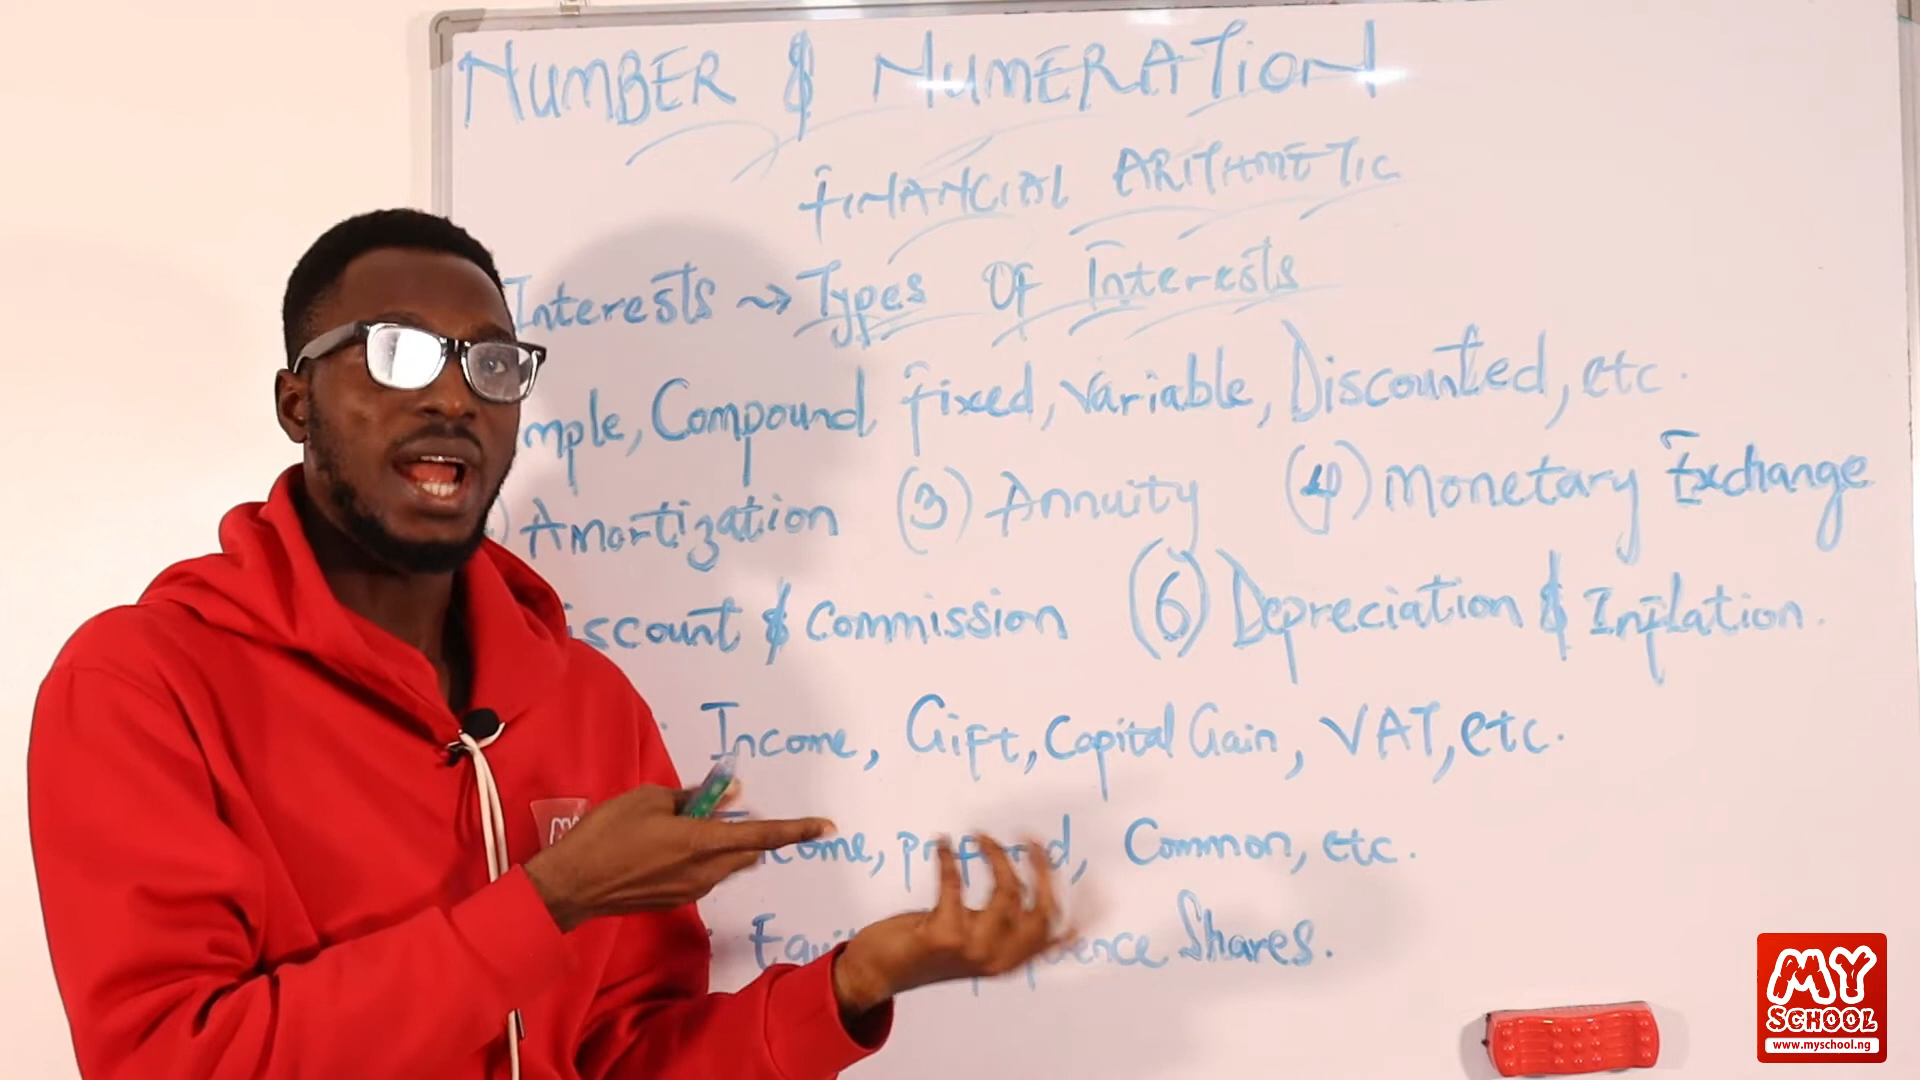 NUMBER & NUMERATION
FINANCIAL ARITHMETIC
Interests → Types Of Interests
mple, Compound Fixed, Variable, Discounted, etc.
) Amortization (3) Annuity (4) Monetary Exchange
iscount & Commission (6) Depreciation & Inflation.
Income, Gift, Capital Gain, VAT, etc.
come, etc.
Common, etc.
Shares.
MY
SCHOOL
www.myschool.ng